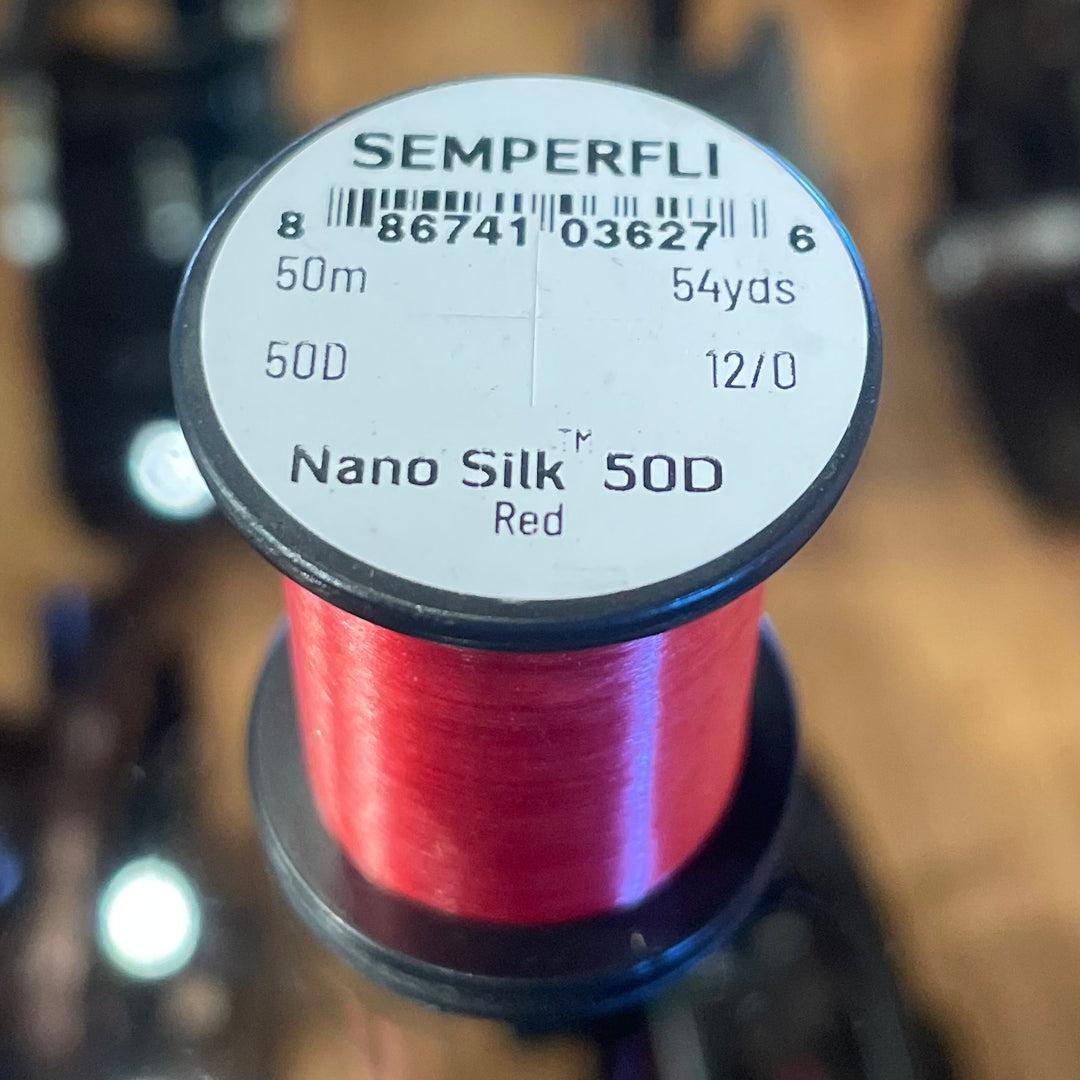 SEMPERFLI
8 86741 03627 6
50m 54yds
50D 12/0
Nano Silk™ 50D
Red